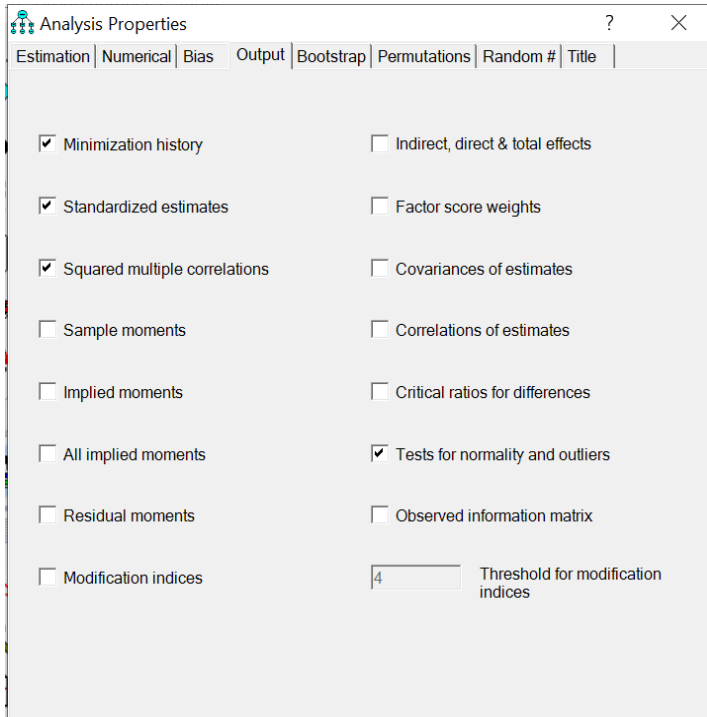 Analysis Properties ?
Estimation Numerical Bias Output Bootstrap Permutations Random # Title
Minimization history
Indirect, direct & total effects
Standardized estimates
Factor score weights
Squared multiple correlations
Covariances of estimates
Sample moments
Correlations of estimates
Implied moments
Critical ratios for differences
All implied moments
Tests for normality and outliers
Residual moments
Observed information matrix
Modification indices
4
Threshold for modification
indices